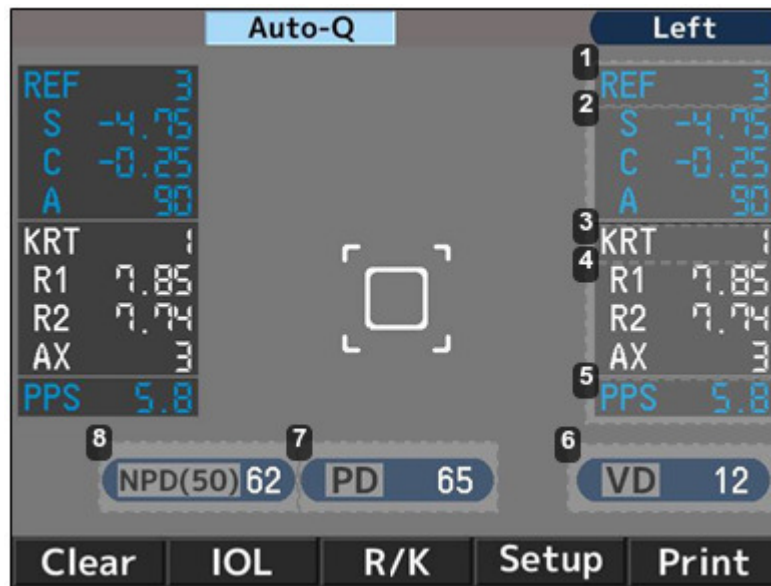 Auto-Q Left
1
REF 3 REF 3
2
S -4.75 S -4.75
C -0.25 C -0.25
A 90 A 90
3
KRT 1 KRT 1
4
R1 7.85 R1 7.85
R2 7.74 R2 7.74
AX 3 AX 3
5
PPS 5.8 PPS 5.8
8 7 6
NPD(50) 62 PD 65 VD 12
Clear IOL R/K Setup Print